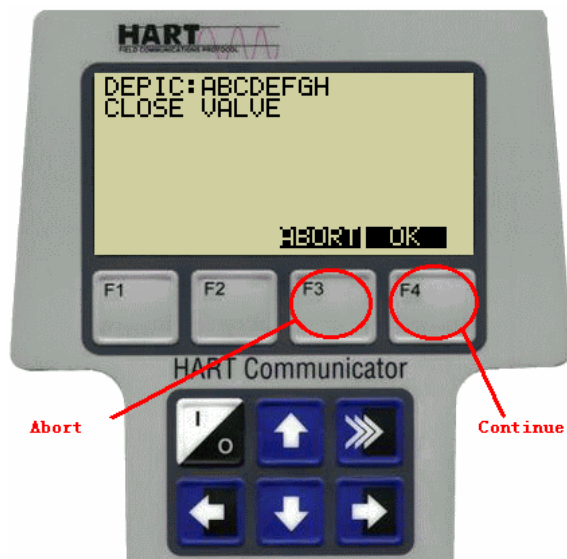 HART
FIELD COMMUNICATIONS PROTOCOL
DEPIC:ABCDEFGH
CLOSE VALVE
ABORT OK
F1 F2 F3 F4
HART Communicator
Abort
Continue
I
O